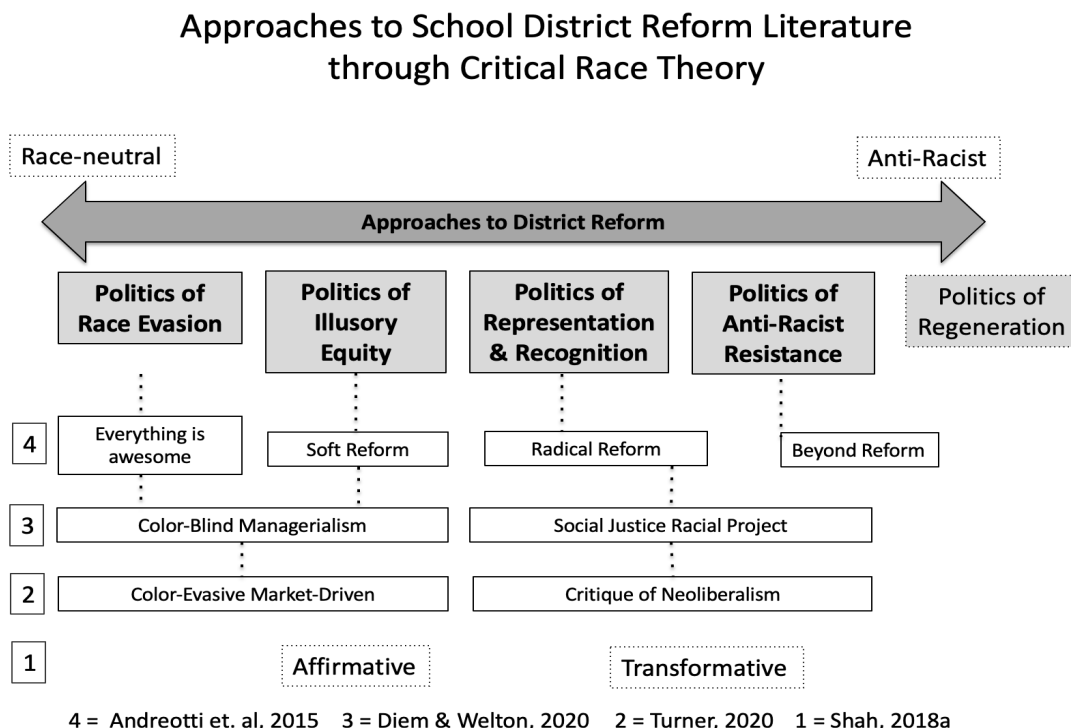 Approaches to School District Reform Literature
through Critical Race Theory
Race-neutral
Anti-Racist
Approaches to District Reform
Politics of
Race Evasion
Politics of
Illusory
Equity
Politics of
Representation
& Recognition
Politics of
Anti-Racist
Resistance
Politics of
Regeneration
4
Everything is
awesome
Soft Reform
Radical Reform
Beyond Reform
3
Color-Blind Managerialism
Social Justice Racial Project
2
Color-Evasive Market-Driven
Critique of Neoliberalism
1
Affirmative
Transformative
4 = Andreotti et. al, 2015 3 = Diem & Welton, 2020 2 = Turner, 2020 1 = Shah, 2018a